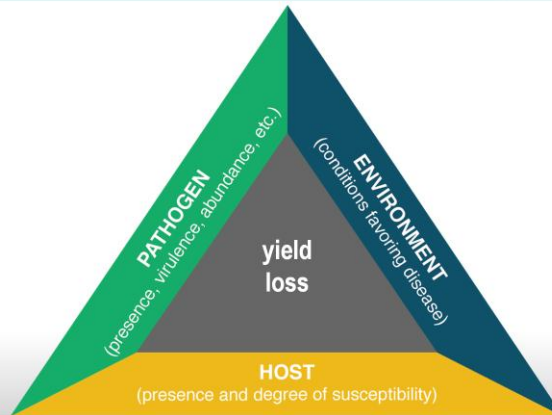 PATHOGEN
(presence, virulence, abundance, etc.)
ENVIRONMENT
(conditions favoring disease)
yield
loss
HOST
(presence and degree of susceptibility)